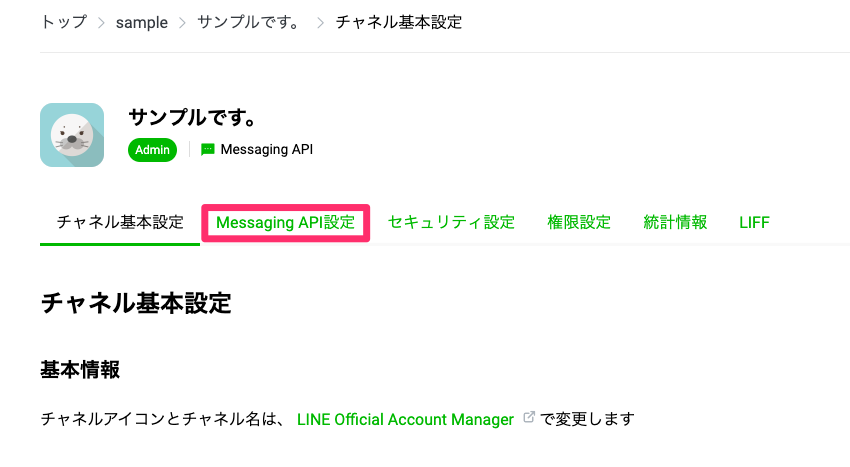 トップ > sample > サンプルです。 > チャネル基本設定
サンプルです。
Admin Messaging API
チャネル基本設定 Messaging API設定 セキュリティ設定 権限設定 統計情報 LIFF
チャネル基本設定
基本情報
チャネルアイコンとチャネル名は、 LINE Official Account Manager で変更します